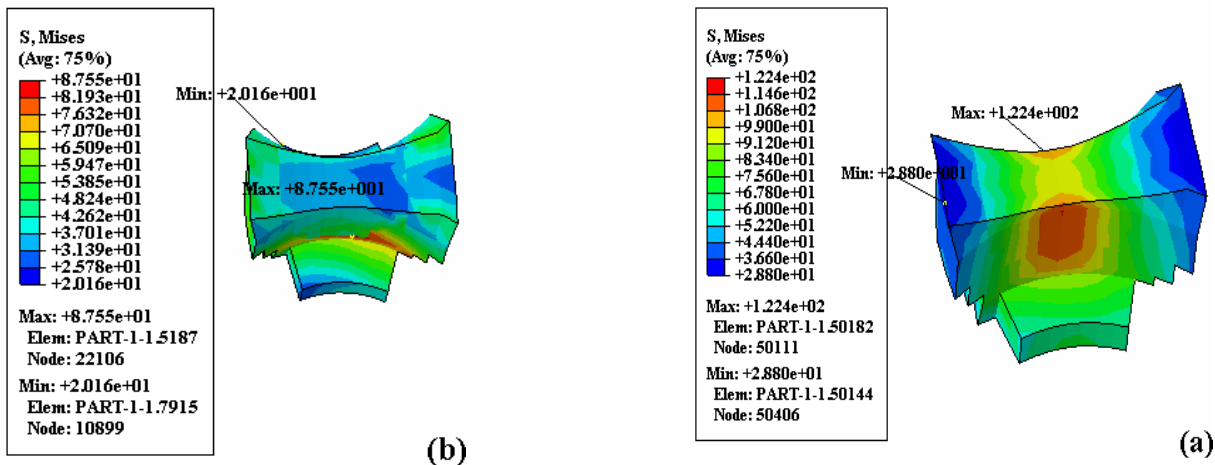 S, Mises
(Avg: 75%)
+8.755e+01
+8.193e+01
+7.632e+01
+7.070e+01
+6.509e+01
+5.947e+01
+5.385e+01
+4.824e+01
+4.262e+01
+3.701e+01
+3.139e+01
+2.578e+01
+2.016e+01
Max: +8.755e+01
Elem: PART-1-1.5187
Node: 22106
Min: +2.016e+01
Elem: PART-1-1.7915
Node: 10899
Min: +2.016e+001
Max: +8.755e+001
(b)
S, Mises
(Avg: 75%)
+1.224e+02
+1.146e+02
+1.068e+02
+9.900e+01
+9.120e+01
+8.340e+01
+7.560e+01
+6.780e+01
+6.000e+01
+5.220e+01
+4.440e+01
+3.660e+01
+2.880e+01
Max: +1.224e+02
Elem: PART-1-1.50182
Node: 50111
Min: +2.880e+01
Elem: PART-1-1.50144
Node: 50406
Max: +1.224e+002
Min: +2.880e+001
(a)